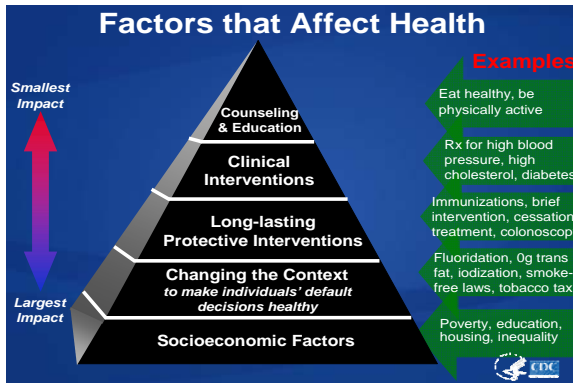 Factors that Affect Health
Examples
Smallest
Impact
Largest
Impact
Counseling
& Education
Eat healthy, be
physically active
Clinical
Interventions
Rx for high blood
pressure, high
cholesterol, diabetes
Long-lasting
Protective Interventions
Immunizations, brief
intervention, cessation
treatment, colonoscop
Changing the Context
to make individuals' default
decisions healthy
Fluoridation, 0g trans
fat, iodization, smoke-
free laws, tobacco tax
Socioeconomic Factors
Poverty, education,
housing, inequality
CDC